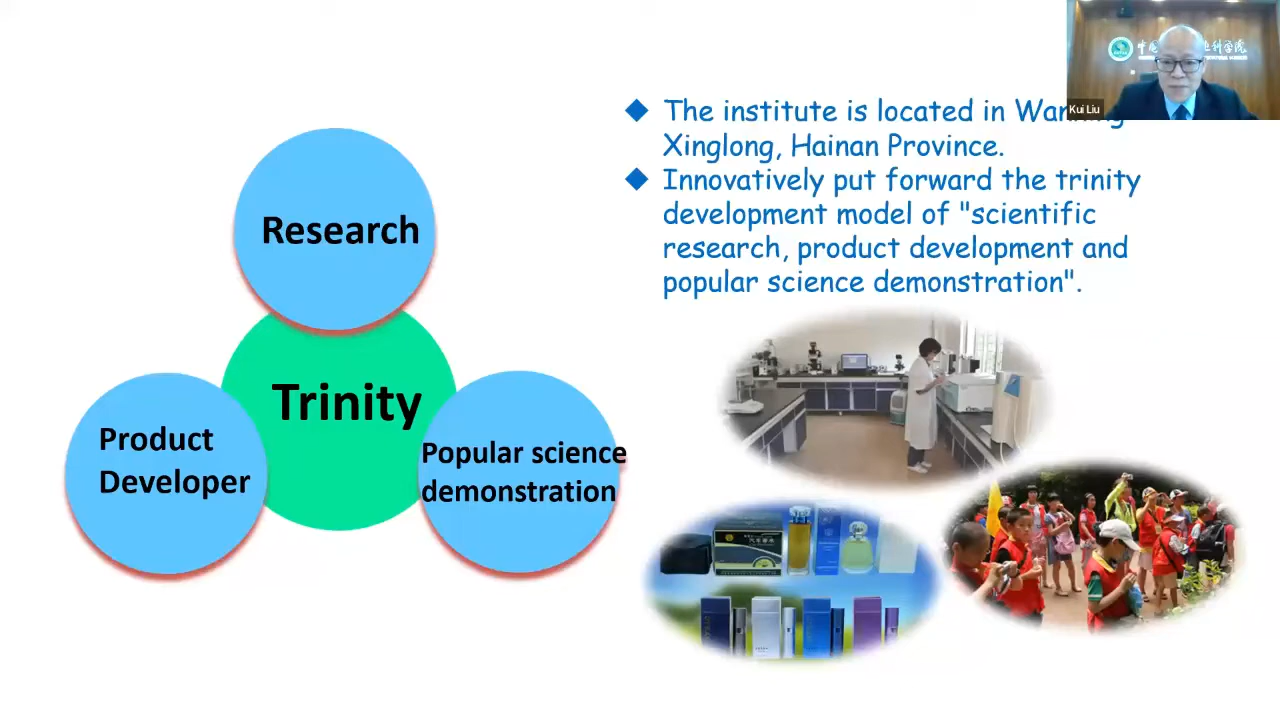 Kui Liu
The institute is located in
Xinglong, Hainan Province.
Innovatively put forward the trinity
development model of "scientific
research, product development and
popular science demonstration".
Research
Trinity
Product
Developer
Popular science
demonstration